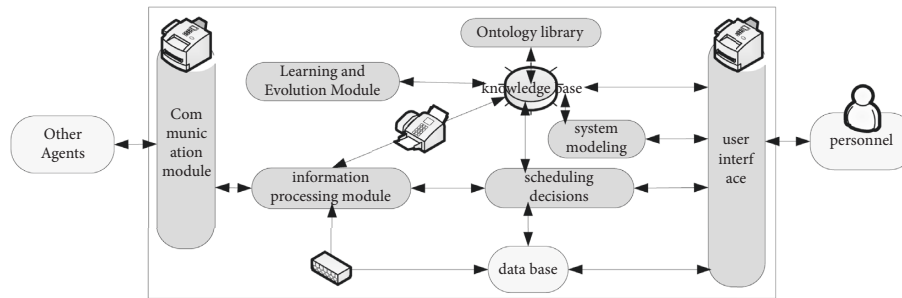 Ontology library
Learning and
Evolution Module
knowledge base
Com
munic
ation
module
Other
Agents
system
modeling
user
interf
ace
personnel
information
processing module
scheduling
decisions
data base